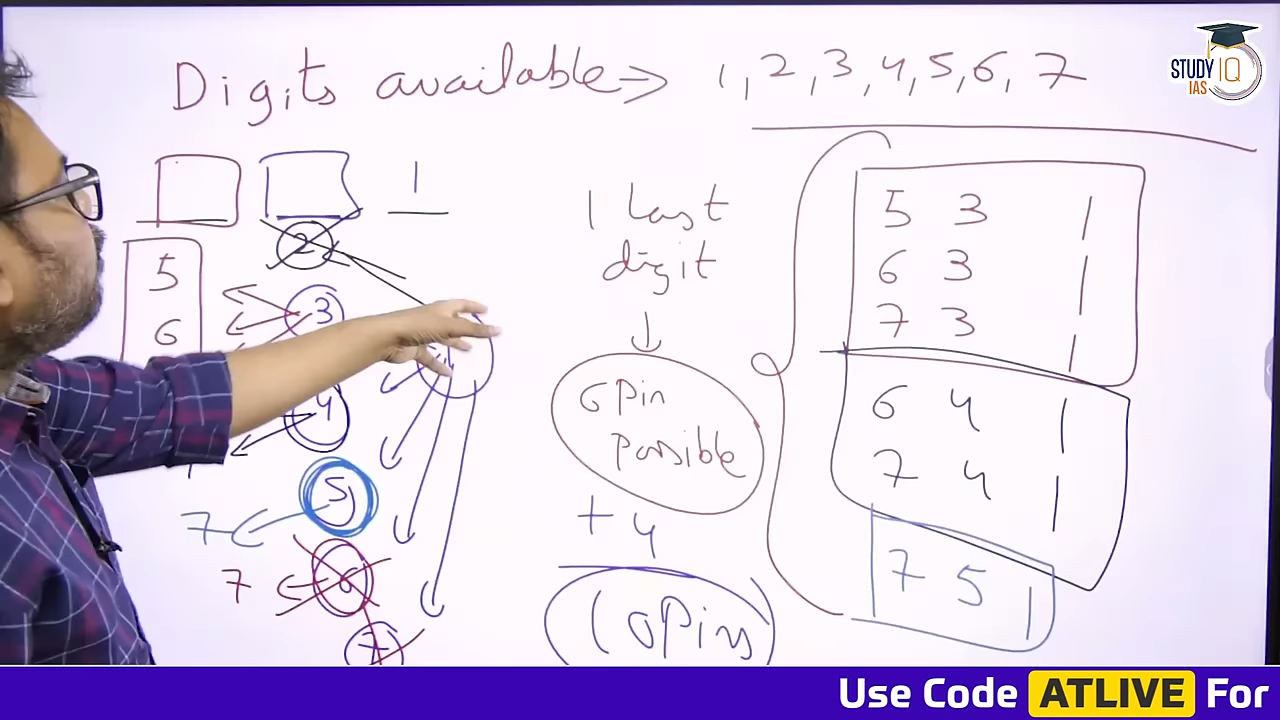 Digits available → 1, 2, 3, 4, 5, 6, 7
STUDY IQ
IAS
1
2
3
4
5
6
7
5
6
7
7
1 last
digit
6 pin
possible
+ 4
10 Pins
5 3 1
6 3 1
7 3 1
6 4 1
7 4 1
7 5 1
Use Code ATLIVE For